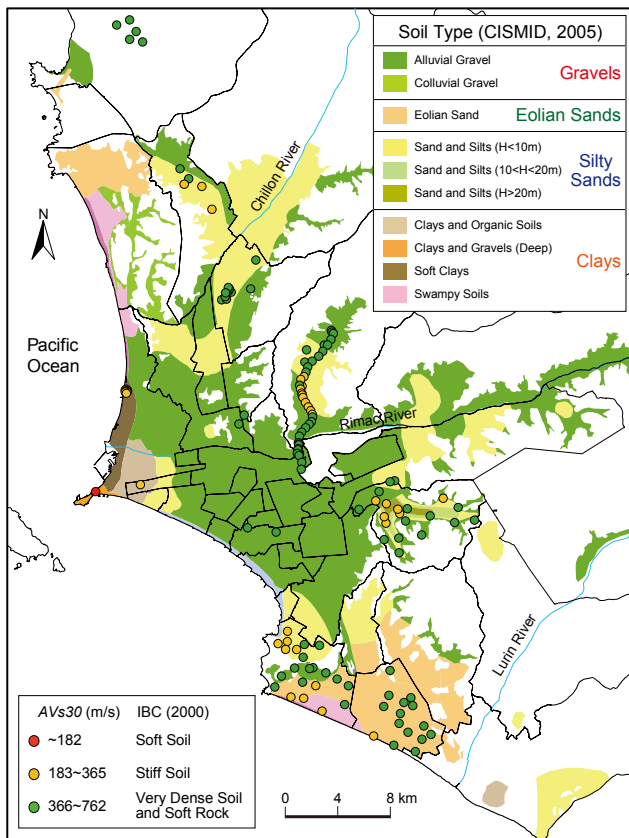 Soil Type (CISMID, 2005)
Alluvial Gravel
Colluvial Gravel
Gravels
Eolian Sand
Eolian Sands
Sand and Silts (H<10m)
Sand and Silts (10<H<20m)
Sand and Silts (H>20m)
Silty
Sands
Clays and Organic Soils
Clays and Gravels (Deep)
Soft Clays
Swampy Soils
Clays
Chillon River
N
Pacific
Ocean
Rimac River
Lurin River
AVs30 (m/s) IBC (2000)
~182 Soft Soil
183~365 Stiff Soil
366~762 Very Dense Soil
and Soft Rock
0 4 8 km